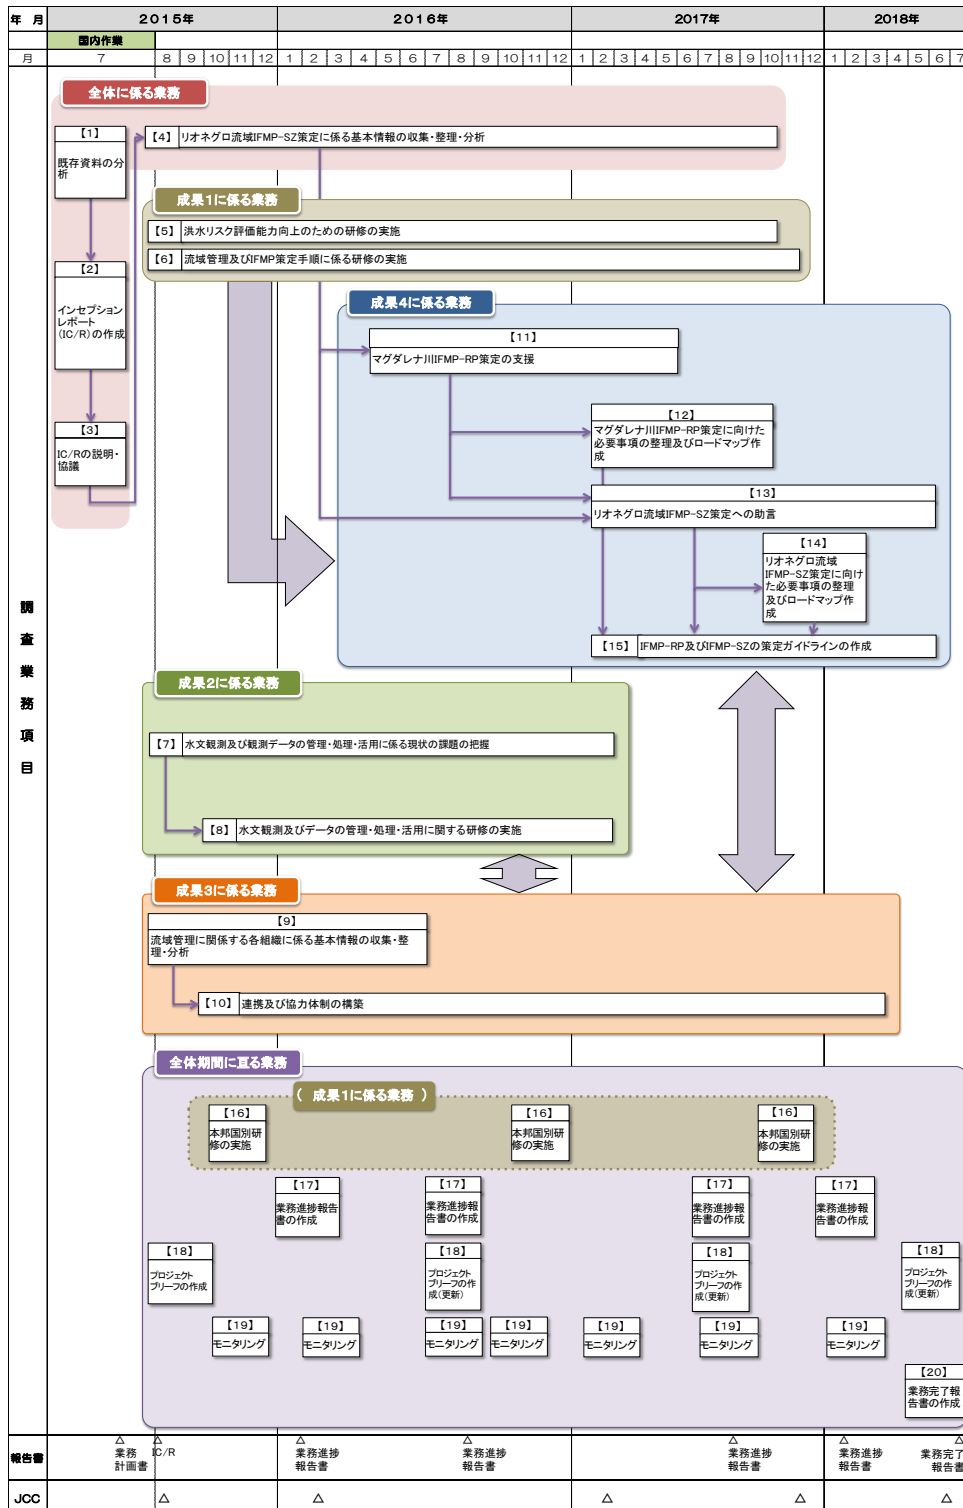 年 月 2015年 2016年 2017年 2018年
国内作業
月 7 8 9 10 11 12 1 2 3 4 5 6 7 8 9 10 11 12 1 2 3 4 5 6 7 8 9 10 11 12 1 2 3 4 5 6 7
調査業務項目
全体に係る業務
【1】
既存資料の分
析
【2】
インセプション
レポート
(IC/R)の作成
【3】
IC/Rの説明・
協議
【4】 リオネグロ流域IFMP-SZ策定に係る基本情報の収集・整理・分析
成果1に係る業務
【5】 洪水リスク評価能力向上のための研修の実施
【6】 流域管理及びIFMP策定手順に係る研修の実施
成果4に係る業務
【11】
マグダレナ川IFMP-RP策定の支援
【12】
マグダレナ川IFMP-RP策定に向けた
必要事項の整理及びロードマップ作
成
【13】
リオネグロ流域IFMP-SZ策定への助言
【14】
リオネグロ流域
IFMP-SZ策定に向け
た必要事項の整理
及びロードマップ作
成
【15】 IFMP-RP及びIFMP-SZの策定ガイドラインの作成
成果2に係る業務
【7】 水文観測及び観測データの管理・処理・活用に係る現状の課題の把握
【8】 水文観測及びデータの管理・処理・活用に関する研修の実施
成果3に係る業務
【9】
流域管理に関係する各組織に係る基本情報の収集・整
理・分析
【10】 連携及び協力体制の構築
全体期間に亘る業務
( 成果1に係る業務 )
【16】
本邦国別研
修の実施
【16】
本邦国別研
修の実施
【16】
本邦国別研
修の実施
【17】
業務進捗報告
書の作成
【17】
業務進捗報
告書の作成
【17】
業務進捗報
告書の作成
【17】
業務進捗報
告書の作成
【18】
プロジェクト
ブリーフの作成
【18】
プロジェクト
ブリーフの作
成(更新)
【18】
プロジェクト
ブリーフの作
成(更新)
【18】
プロジェクト
ブリーフの作
成(更新)
【19】
モニタリング
【19】
モニタリング
【19】
モニタリング
【19】
モニタリング
【19】
モニタリング
【19】
モニタリング
【19】
モニタリング
【20】
業務完了報
告書の作成
報告書
△ △ △ △ △ △ △
業務
計画書
IC/R
業務進捗
報告書
業務進捗
報告書
業務進捗
報告書
業務進捗
報告書
業務完了
報告書
JCC △ △ △ △ △